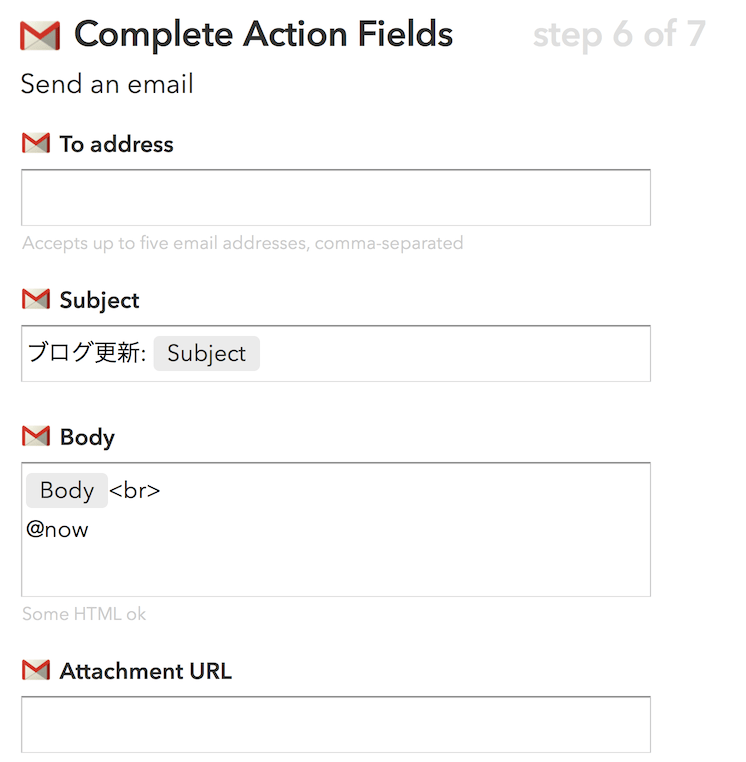 Complete Action Fields
step 6 of 7
Send an email
To address
Accepts up to five email addresses, comma-separated
Subject
ブログ更新: Subject
Body
Body <br>
@now
Some HTML ok
Attachment URL